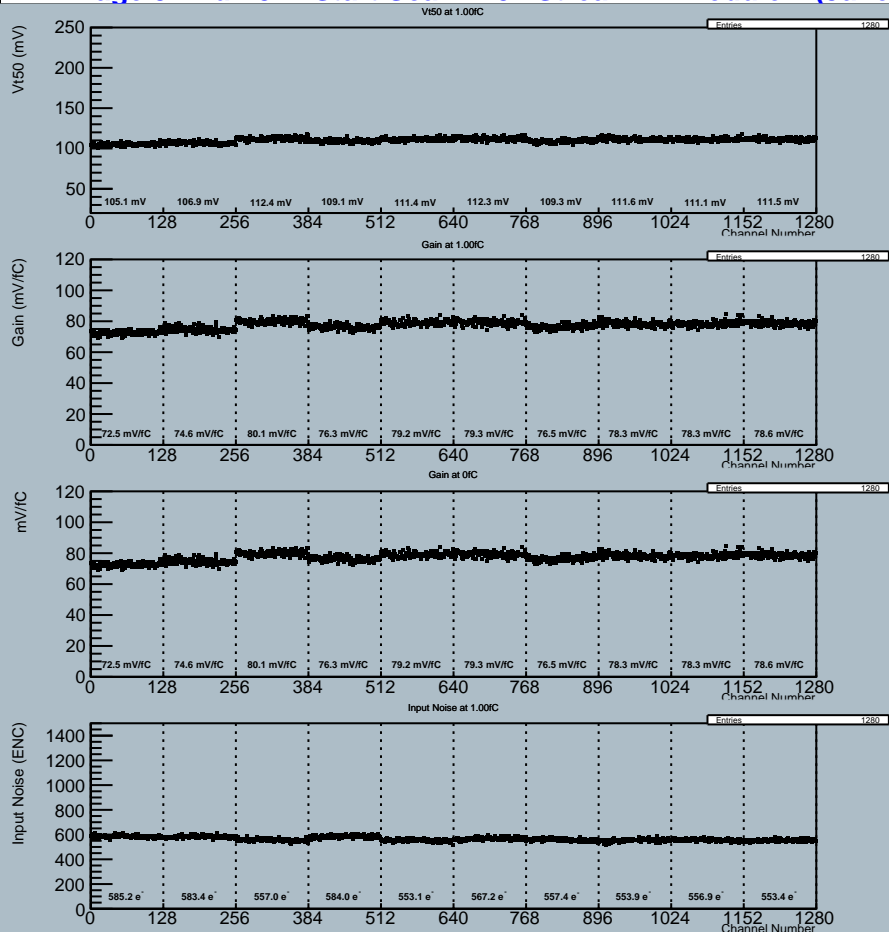 Vt50 at 1.00fC
Entries 1280
Vt50 (mV)
250
200
150
100
50
105.1 mV 106.9 mV 112.4 mV 109.1 mV 111.4 mV 112.3 mV 109.3 mV 111.6 mV 111.1 mV 111.5 mV
0 128 256 384 512 640 768 896 1024 1152 1280
Channel Number
Gain at 1.00fC
Entries 1280
Gain (mV/fC)
120
100
80
60
40
20
0
72.5 mV/fC 74.6 mV/fC 80.1 mV/fC 76.3 mV/fC 79.2 mV/fC 79.3 mV/fC 76.5 mV/fC 78.3 mV/fC 78.3 mV/fC 78.6 mV/fC
0 128 256 384 512 640 768 896 1024 1152 1280
Channel Number
Gain at 0fC
Entries 1280
mV/fC
120
100
80
60
40
20
0
72.5 mV/fC 74.6 mV/fC 80.1 mV/fC 76.3 mV/fC 79.2 mV/fC 79.3 mV/fC 76.5 mV/fC 78.3 mV/fC 78.3 mV/fC 78.6 mV/fC
0 128 256 384 512 640 768 896 1024 1152 1280
Channel Number
Input Noise at 1.00fC
Entries 1280
Input Noise (ENC)
1400
1200
1000
800
600
400
200
0
585.2 e⁻ 583.4 e⁻ 557.0 e⁻ 584.0 e⁻ 553.1 e⁻ 567.2 e⁻ 557.4 e⁻ 553.9 e⁻ 556.9 e⁻ 553.4 e⁻
0 128 256 384 512 640 768 896 1024 1152 1280
Channel Number